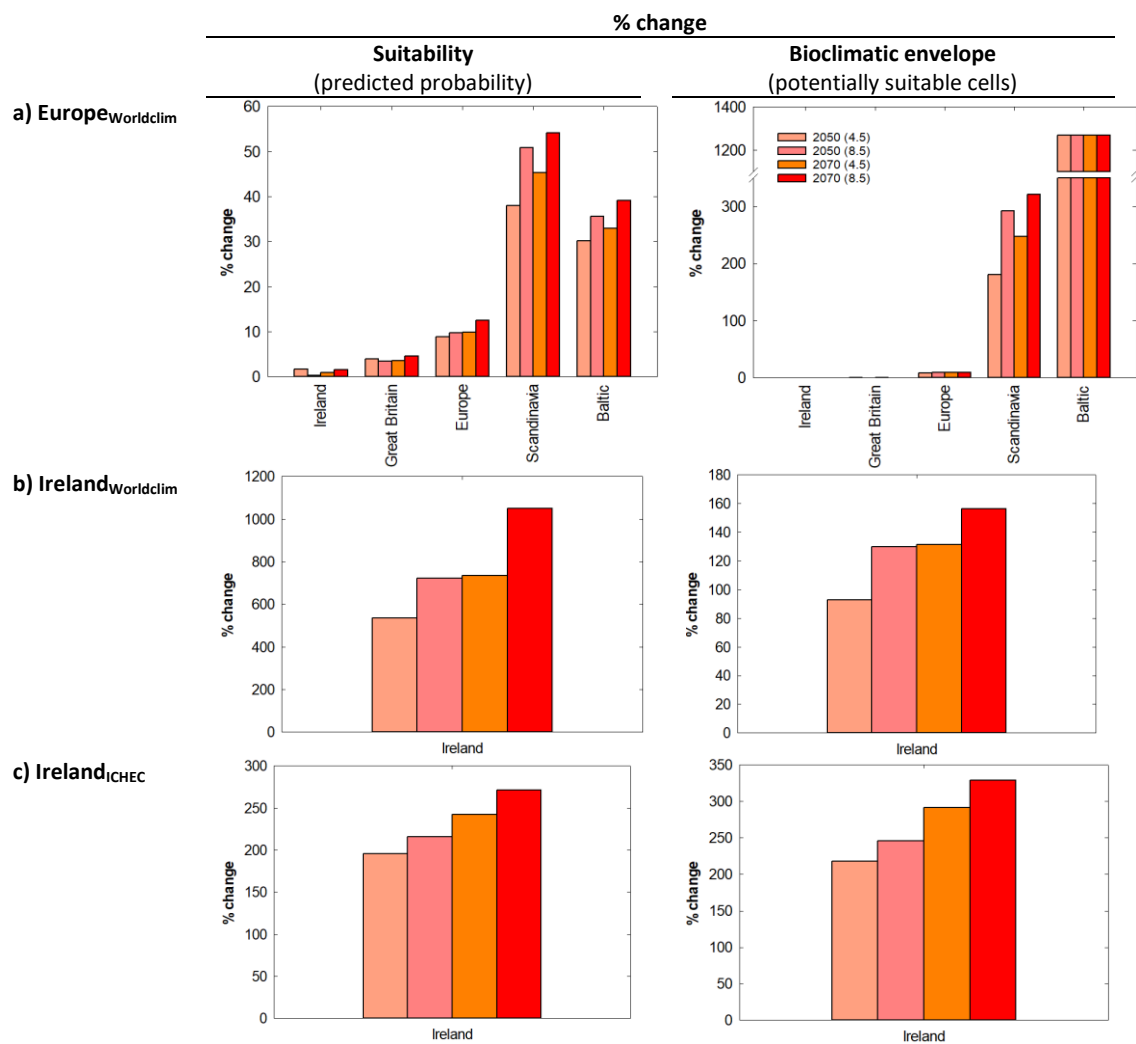 % change
Suitability
(predicted probability)
Bioclimatic envelope
(potentially suitable cells)
a) EuropeWorldclim
60
50
40
30
20
10
0
% change
Ireland
Great Britain
Europe
Scandinavia
Baltic
1400
1200
300
200
100
0
% change
2050 (4.5)
2050 (8.5)
2070 (4.5)
2070 (8.5)
Ireland
Great Britain
Europe
Scandinavia
Baltic
b) IrelandWorldclim
1200
1000
800
600
400
200
0
% change
Ireland
180
160
140
120
100
80
60
40
20
0
% change
Ireland
c) IrelandICHEC
300
250
200
150
100
50
0
% change
Ireland
350
300
250
200
150
100
50
0
% change
Ireland